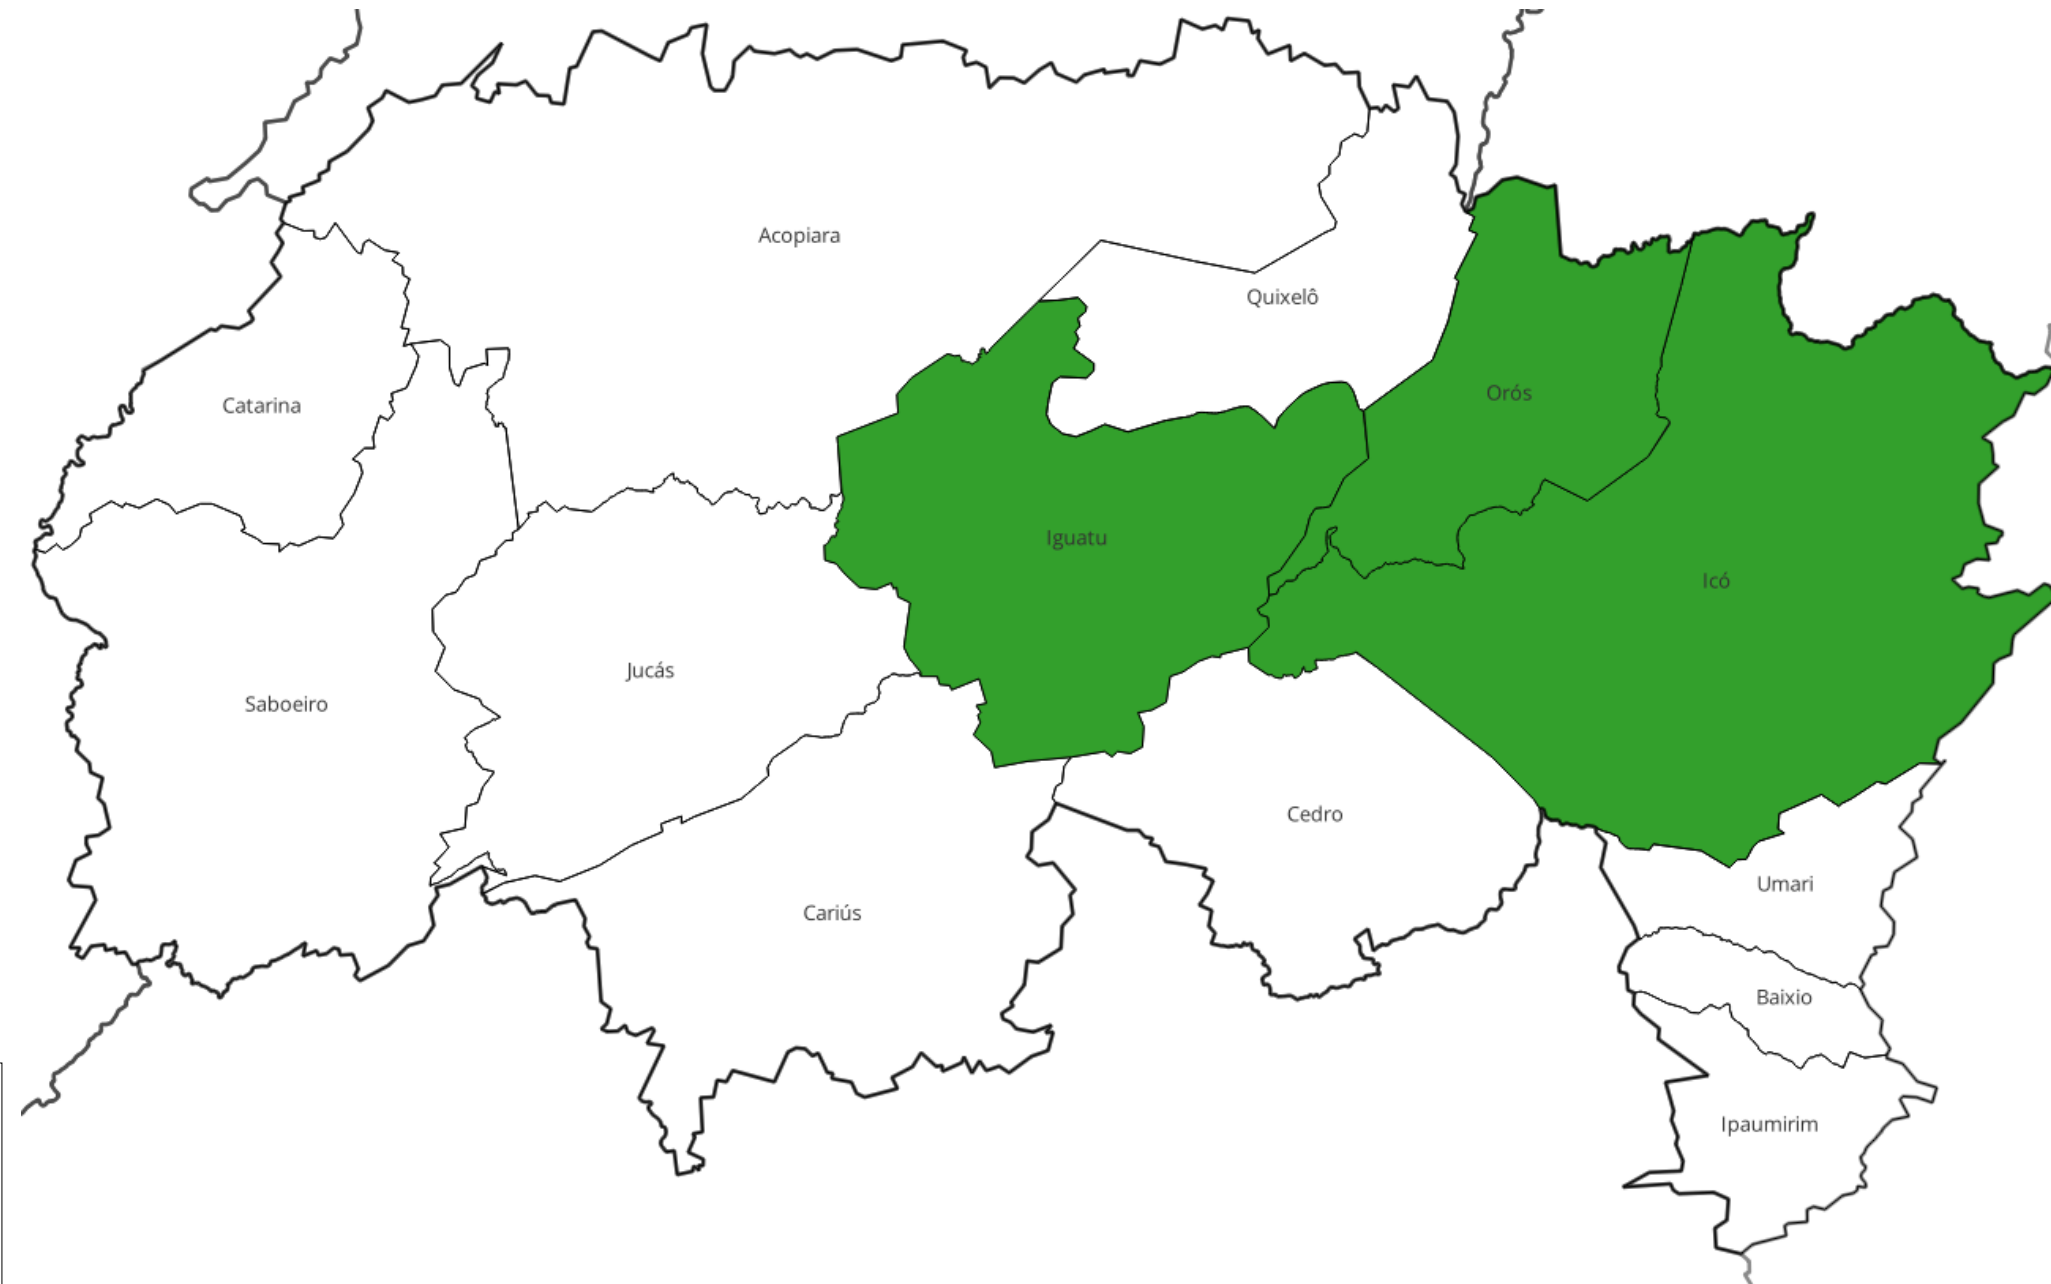 Acopiara
Quixelô
Orós
Catarina
Iguatu
Icó
Jucás
Saboeiro
Cedro
Umari
Cariús
Baixio
Ipaumirim